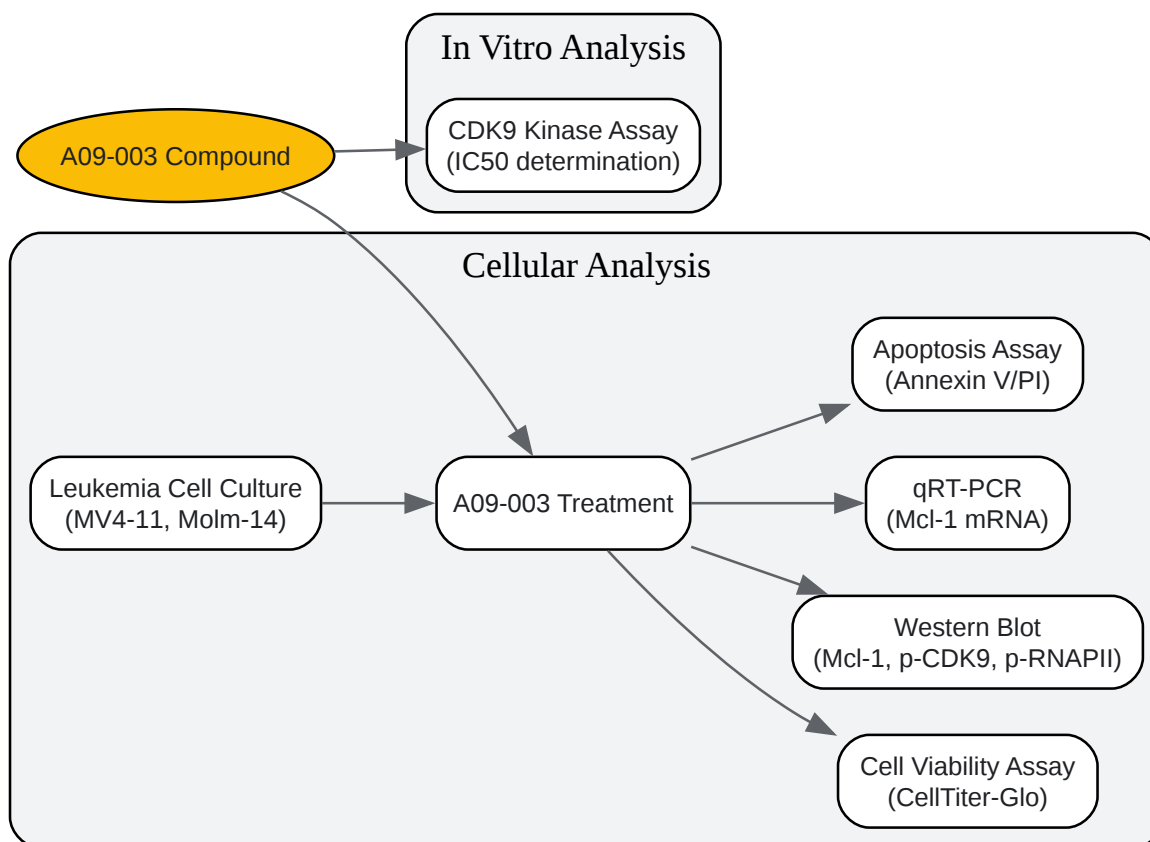 In Vitro Analysis
CDK9 Kinase Assay
(IC50 determination)
A09-003 Compound
Cellular Analysis
Apoptosis Assay
(Annexin V/PI)
Leukemia Cell Culture
(MV4-11, Molm-14)
A09-003 Treatment
qRT-PCR
(Mcl-1 mRNA)
Western Blot
(Mcl-1, p-CDK9, p-RNAPII)
Cell Viability Assay
(CellTiter-Glo)